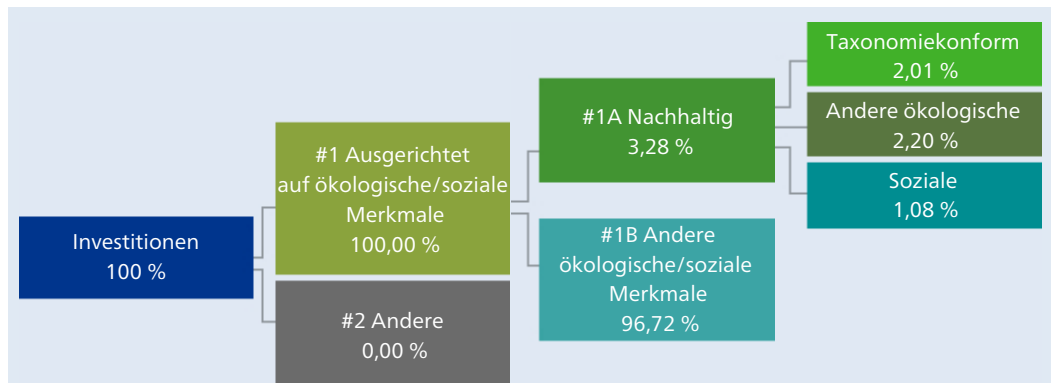 Investitionen
100 %
#1 Ausgerichtet
auf ökologische/soziale
Merkmale
100,00 %
#2 Andere
0,00 %
#1A Nachhaltig
3,28 %
#1B Andere
ökologische/soziale
Merkmale
96,72 %
Taxonomiekonform
2,01 %
Andere ökologische
2,20 %
Soziale
1,08 %